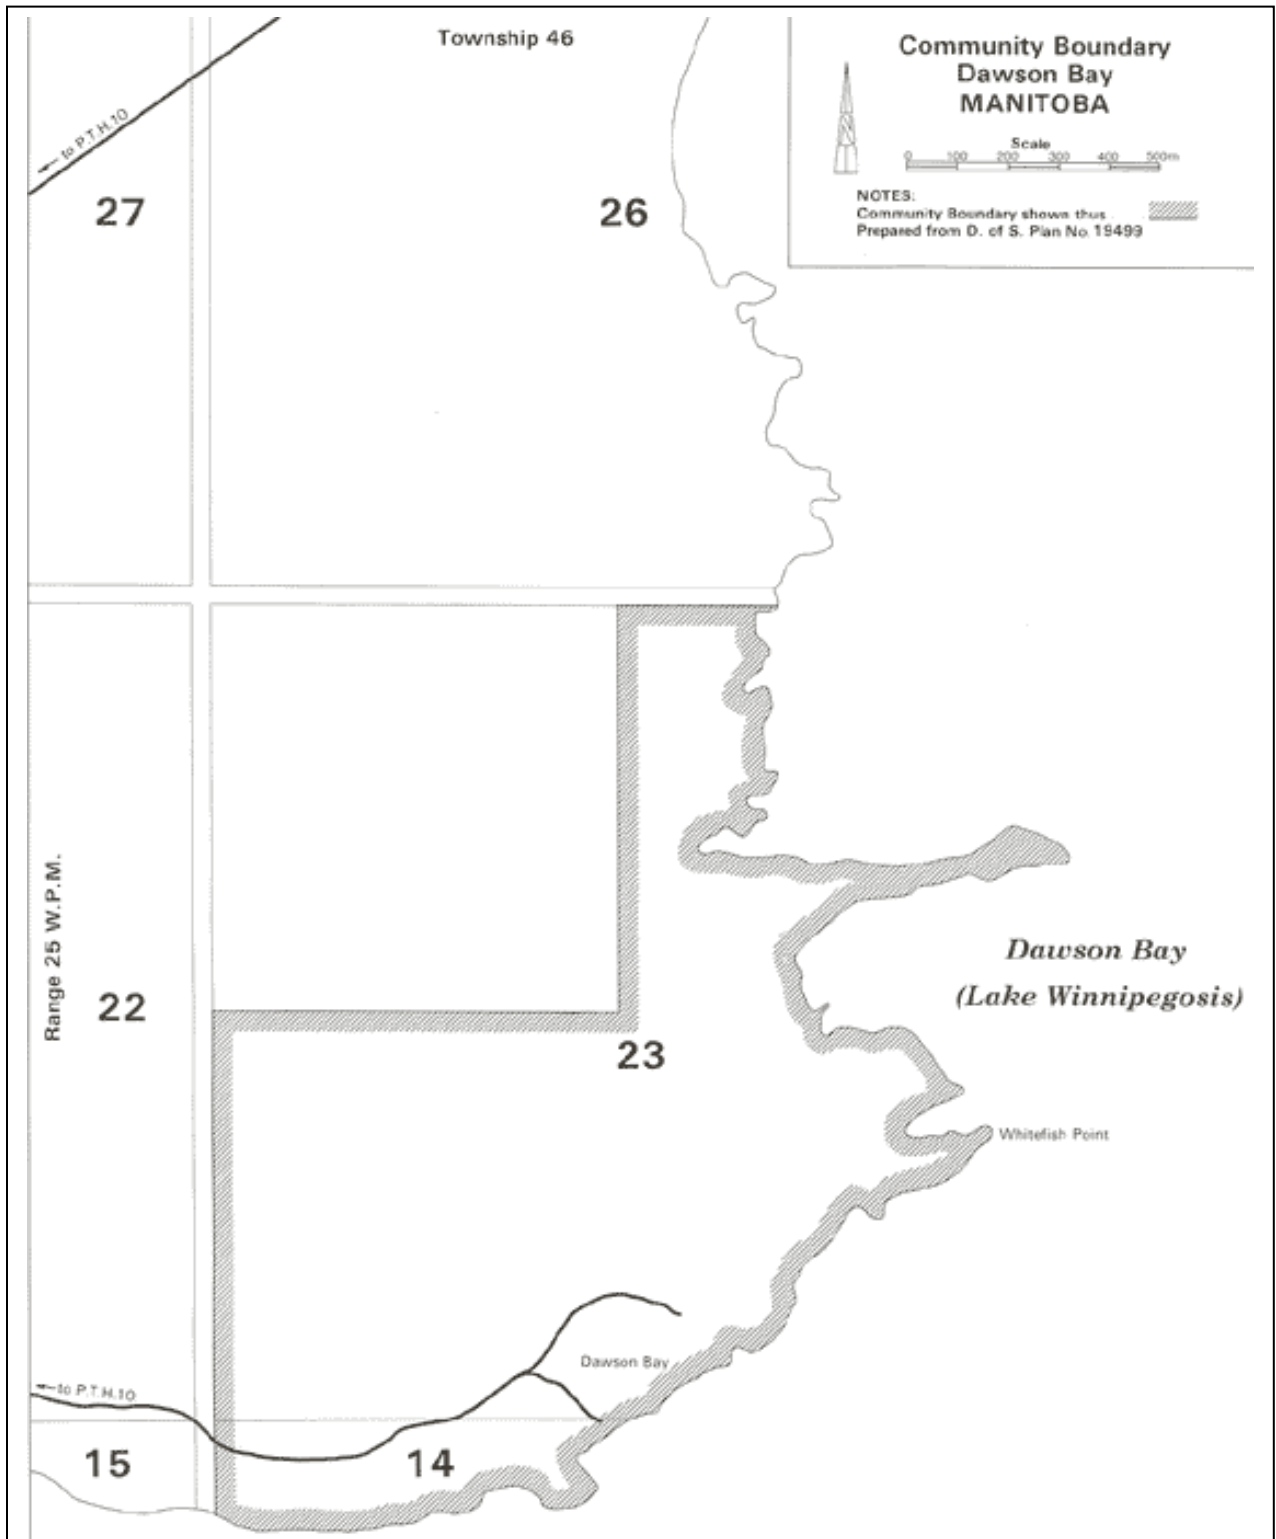 Township 46
Community Boundary
Dawson Bay
MANITOBA
N
Scale
0 100 200 300 400 500m
NOTES:
Community Boundary shown thus
Prepared from D. of S. Plan No. 19499
to P.T.H.10
27
26
Range 25 W.P.M.
22
23
Dawson Bay
(Lake Winnipegosis)
Whitefish Point
Dawson Bay
to P.T.H.10
15
14